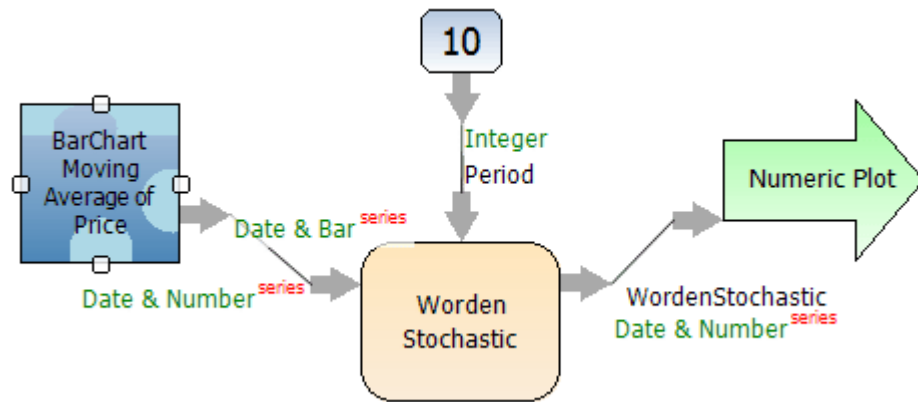 10
Integer
Period
BarChart
Moving
Average of
Price
Date & Bar series
Date & Number series
Worden
Stochastic
Numeric Plot
WordenStochastic
Date & Number series